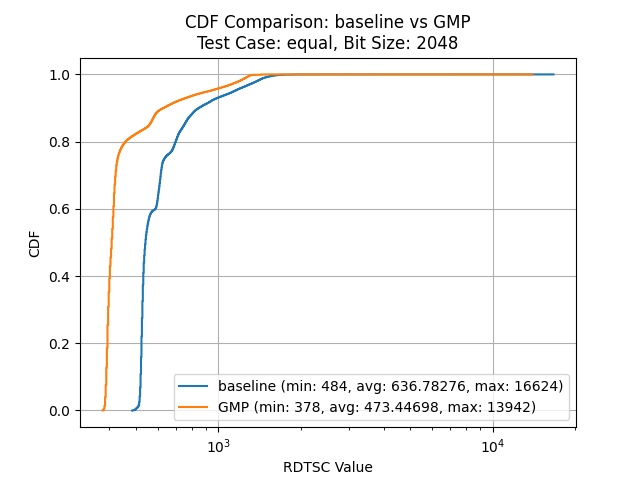 CDF Comparison: baseline vs GMP
Test Case: equal, Bit Size: 2048
CDF
1.0
0.8
0.6
0.4
0.2
0.0
baseline (min: 484, avg: 636.78276, max: 16624)
GMP (min: 378, avg: 473.44698, max: 13942)
10³
10⁴
RDTSC Value